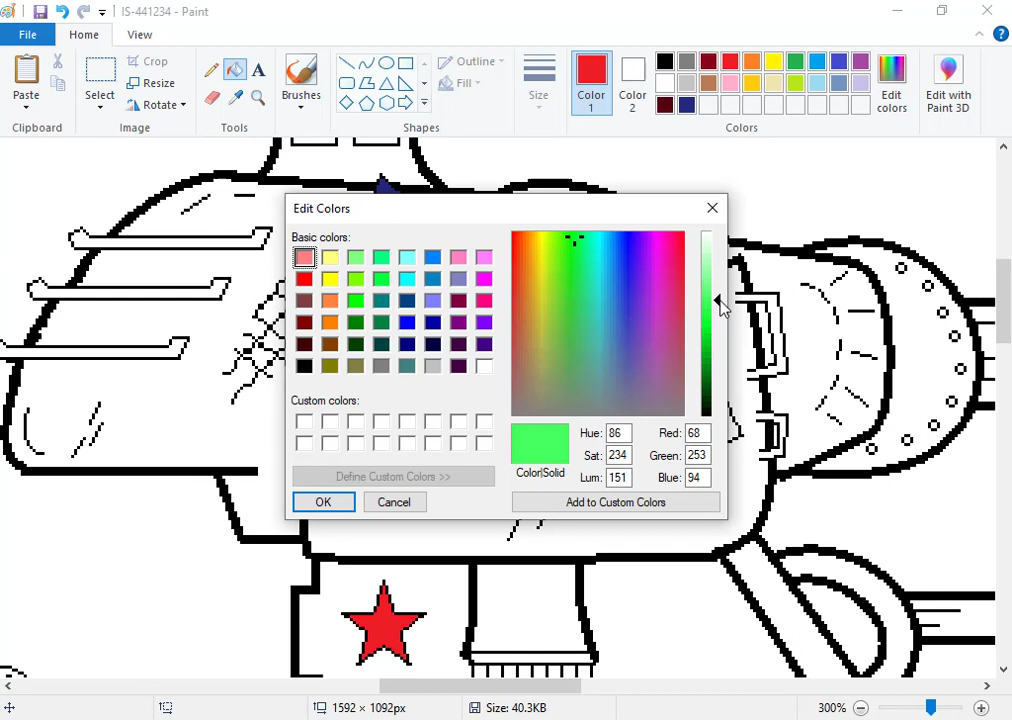 IS-441234 - Paint
File Home View
Paste
Select
Crop
Resize
Rotate
A
Brushes
Outline
Fill
Size
Color 1
Color 2
Edit colors
Edit with Paint 3D
Clipboard Image Tools Shapes Colors
Edit Colors
Basic colors:
Custom colors:
Define Custom Colors >>
OK Cancel
Color|Solid
Hue: 86 Red: 68
Sat: 234 Green: 253
Lum: 151 Blue: 94
Add to Custom Colors
1592 × 1092px Size: 40.3KB 300%